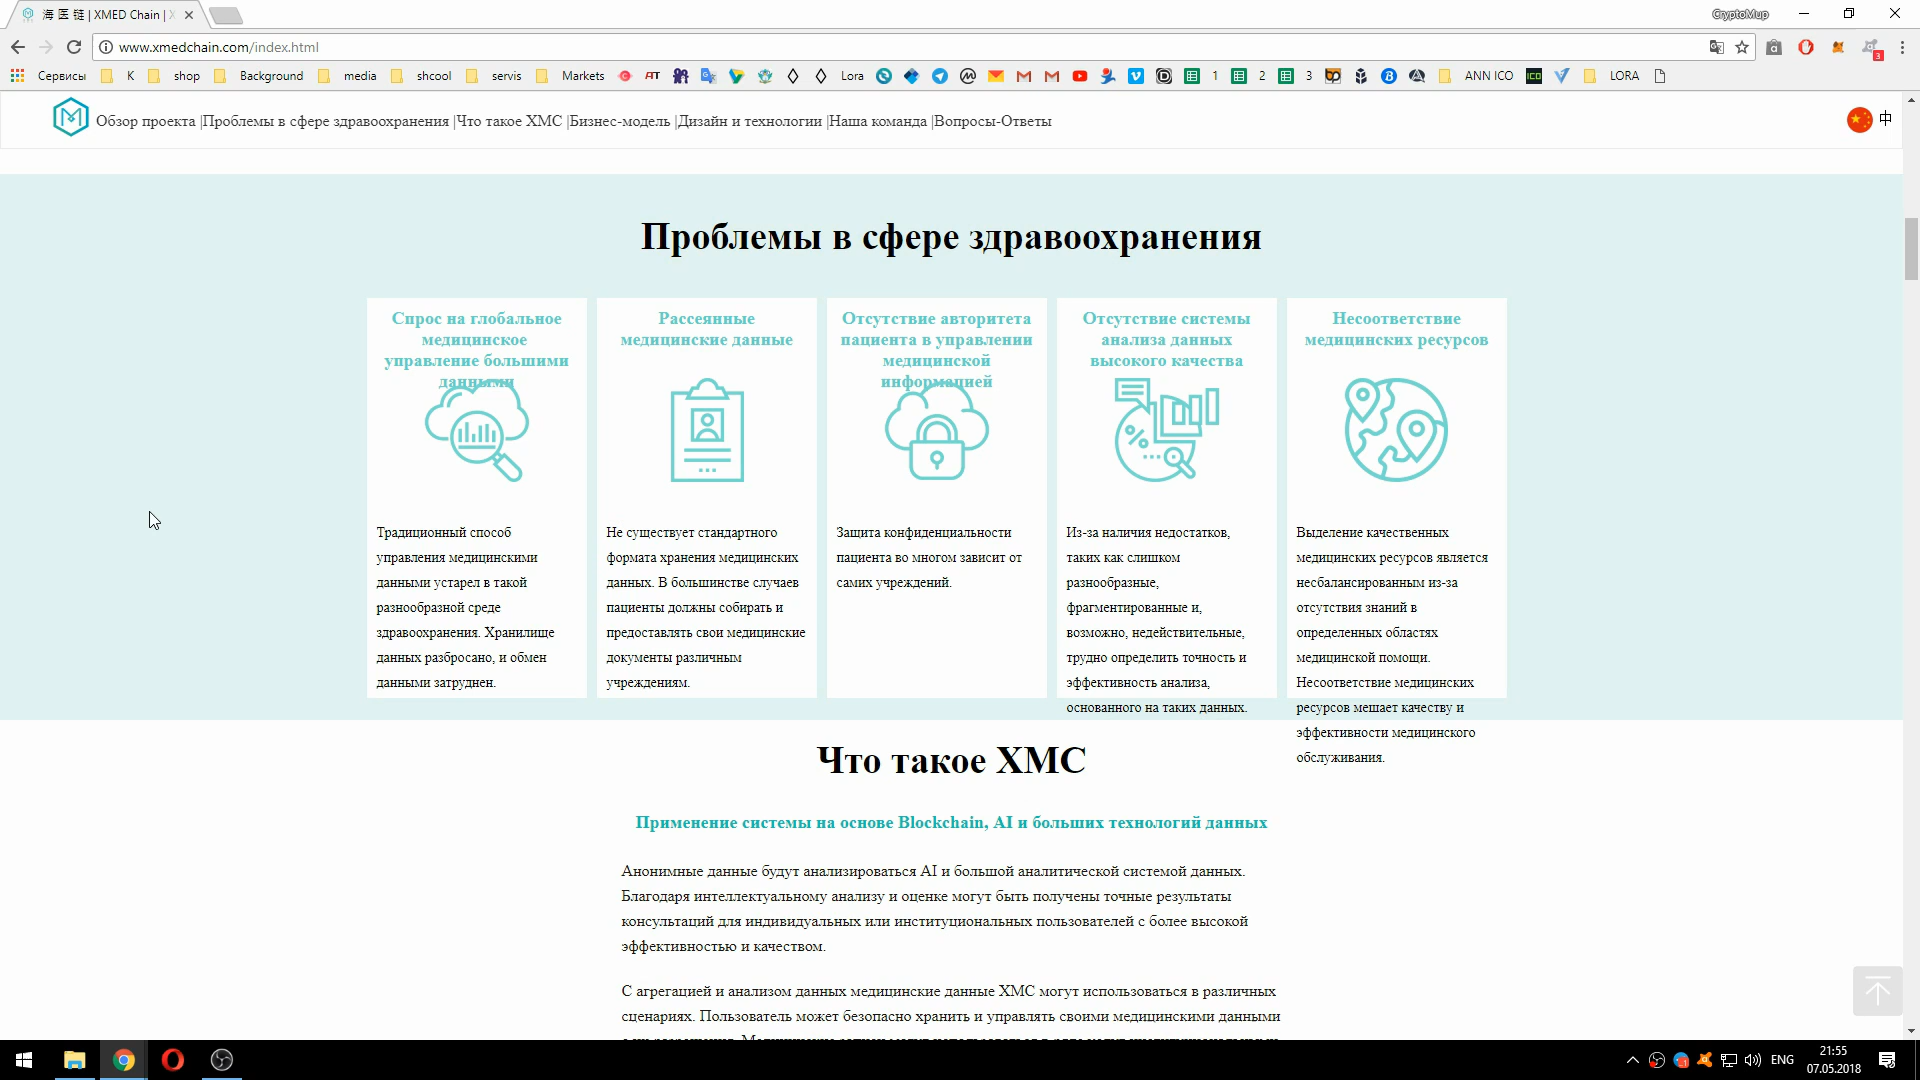 海 医 链 | XMED Chain | X
CryptoMup
www.xmedchain.com/index.html
Сервисы K shop Background media shcool servis Markets Lora 1 2 3 ANN ICO LORA
Обзор проекта |Проблемы в сфере здравоохранения |Что такое XMC |Бизнес-модель |Дизайн и технологии |Наша команда |Вопросы-Ответы
中
Проблемы в сфере здравоохранения
Спрос на глобальное
медицинское
управление большими
данными
Традиционный способ
управления медицинскими
данными устарел в такой
разнообразной среде
здравоохранения. Хранилище
данных разбросано, и обмен
данными затруднен.
Рассеянные
медицинские данные
Не существует стандартного
формата хранения медицинских
данных. В большинстве случаев
пациенты должны собирать и
предоставлять свои медицинские
документы различным
учреждениям.
Отсутствие авторитета
пациента в управлении
медицинской
информацией
Защита конфиденциальности
пациента во многом зависит от
самих учреждений.
Отсутствие системы
анализа данных
высокого качества
Из-за наличия недостатков,
таких как слишком
разнообразные,
фрагментированные и,
возможно, недействительные,
трудно определить точность и
эффективность анализа,
основанного на таких данных.
Несоответствие
медицинских ресурсов
Выделение качественных
медицинских ресурсов является
несбалансированным из-за
отсутствия знаний в
определенных областях
медицинской помощи.
Несоответствие медицинских
ресурсов мешает качеству и
эффективности медицинского
обслуживания.
Что такое XMC
Применение системы на основе Blockchain, AI и больших технологий данных
Анонимные данные будут анализироваться AI и большой аналитической системой данных.
Благодаря интеллектуальному анализу и оценке могут быть получены точные результаты
консультаций для индивидуальных или институциональных пользователей с более высокой
эффективностью и качеством.
С агрегацией и анализом данных медицинские данные XMC могут использоваться в различных
сценариях. Пользователь может безопасно хранить и управлять своими медицинскими данными
ENG
21:55
07.05.2018